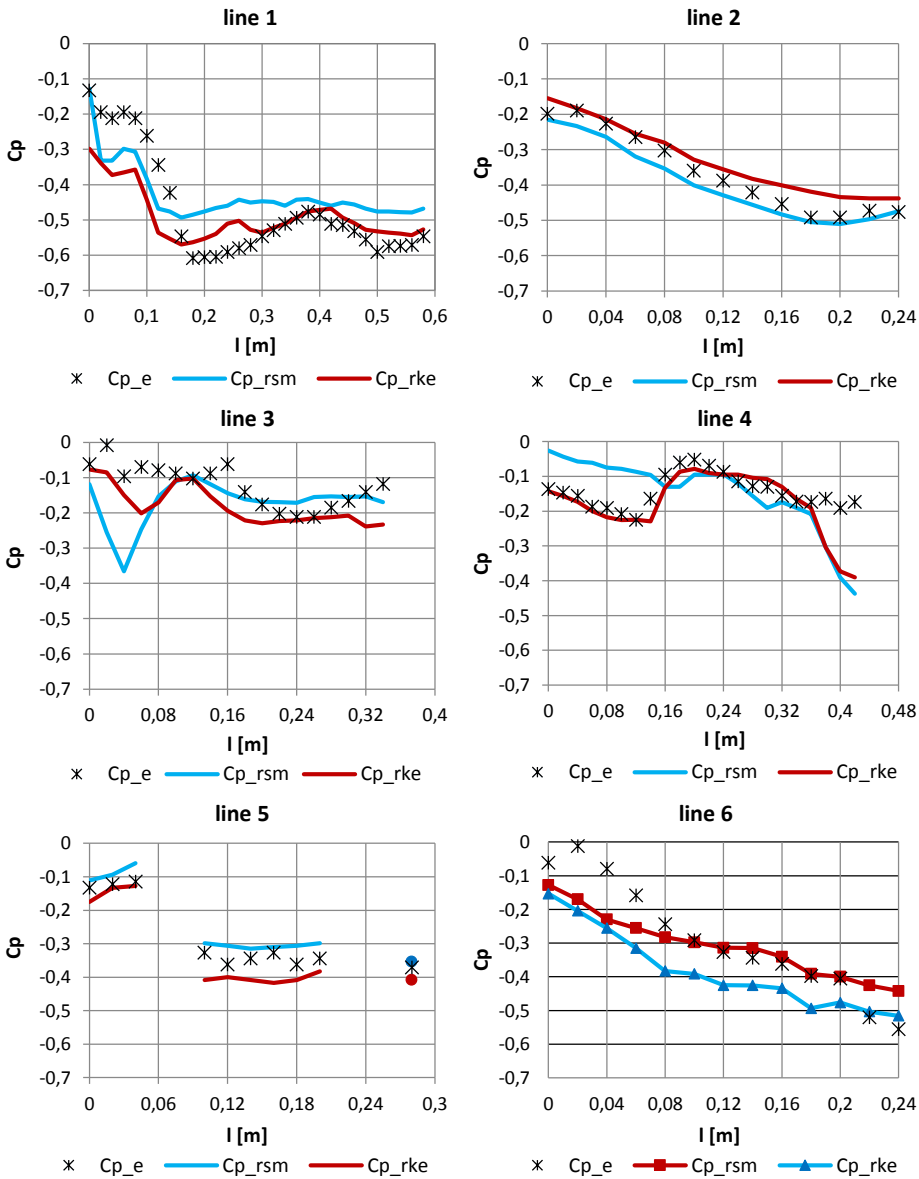 line 1
0
-0,1
-0,2
-0,3
-0,4
-0,5
-0,6
-0,7
Cp
0 0,1 0,2 0,3 0,4 0,5 0,6
l [m]
Cp_e Cp_rsm Cp_rke
line 2
0
-0,1
-0,2
-0,3
-0,4
-0,5
-0,6
-0,7
0 0,04 0,08 0,12 0,16 0,2 0,24
l [m]
Cp_e Cp_rsm Cp_rke
line 3
0
-0,1
-0,2
-0,3
-0,4
-0,5
-0,6
-0,7
Cp
0 0,08 0,16 0,24 0,32 0,4
l [m]
Cp_e Cp_rsm Cp_rke
line 4
0
-0,1
-0,2
-0,3
-0,4
-0,5
-0,6
-0,7
Cp
0 0,08 0,16 0,24 0,32 0,4 0,48
l [m]
Cp_e Cp_rsm Cp_rke
line 5
0
-0,1
-0,2
-0,3
-0,4
-0,5
-0,6
-0,7
Cp
0 0,06 0,12 0,18 0,24 0,3
l [m]
Cp_e Cp_rsm Cp_rke
line 6
0
-0,1
-0,2
-0,3
-0,4
-0,5
-0,6
-0,7
0 0,04 0,08 0,12 0,16 0,2 0,24
l [m]
Cp_e Cp_rsm Cp_rke